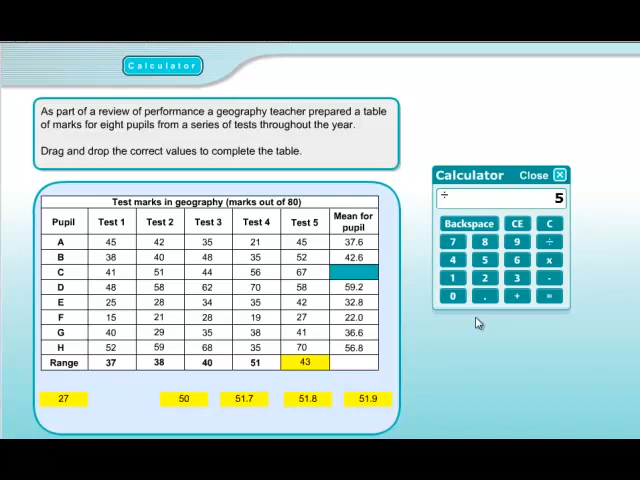 Calculator
As part of a review of performance a geography teacher prepared a table
of marks for eight pupils from a series of tests throughout the year.
Drag and drop the correct values to complete the table.
Test marks in geography (marks out of 80)
Pupil Test 1 Test 2 Test 3 Test 4 Test 5 Mean for pupil
A 45 42 35 21 45 37.6
B 38 40 48 35 52 42.6
C 41 51 44 56 67
D 48 58 62 70 58 59.2
E 25 28 34 35 42 32.8
F 15 21 28 19 27 22.0
G 40 29 35 38 41 36.6
H 52 59 68 35 70 56.8
Range 37 38 40 51 43
27 50 51.7 51.8 51.9
Calculator Close X
÷ 5
Backspace CE C
7 8 9 ÷
4 5 6 x
1 2 3 -
0 . + =